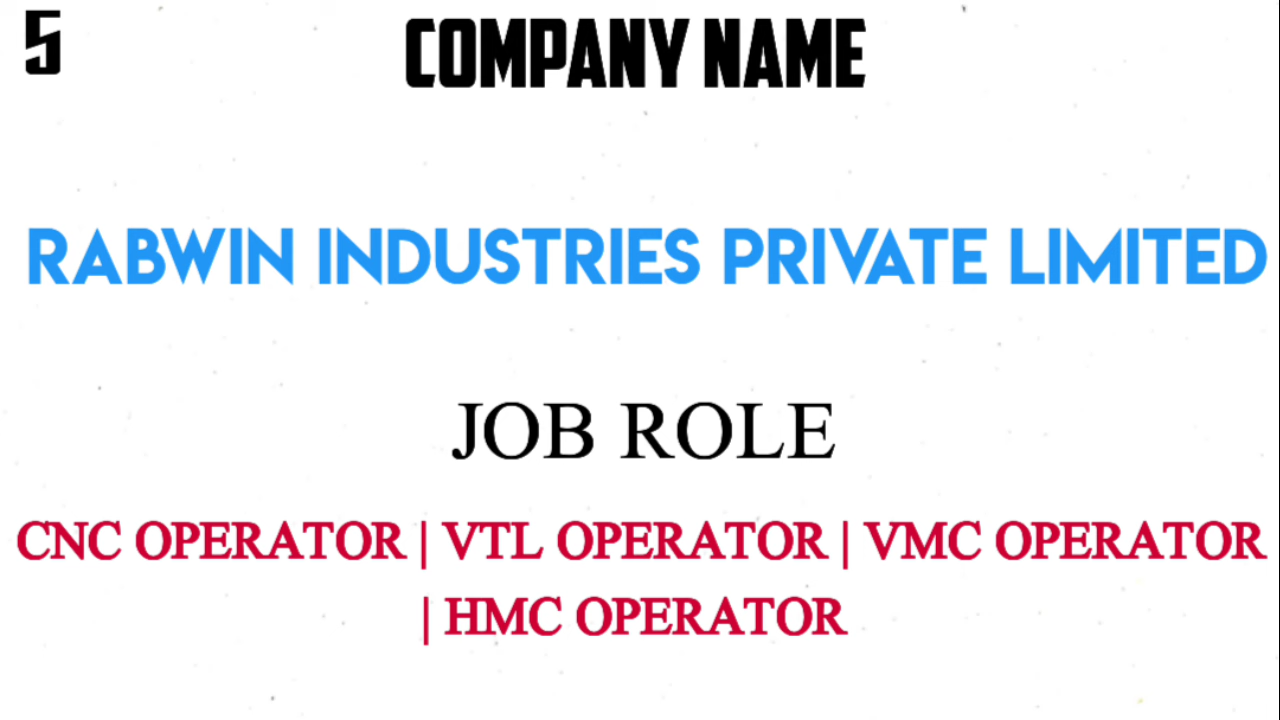 5
COMPANY NAME
RABWIN INDUSTRIES PRIVATE LIMITED
JOB ROLE
CNC OPERATOR | VTL OPERATOR | VMC OPERATOR
| HMC OPERATOR